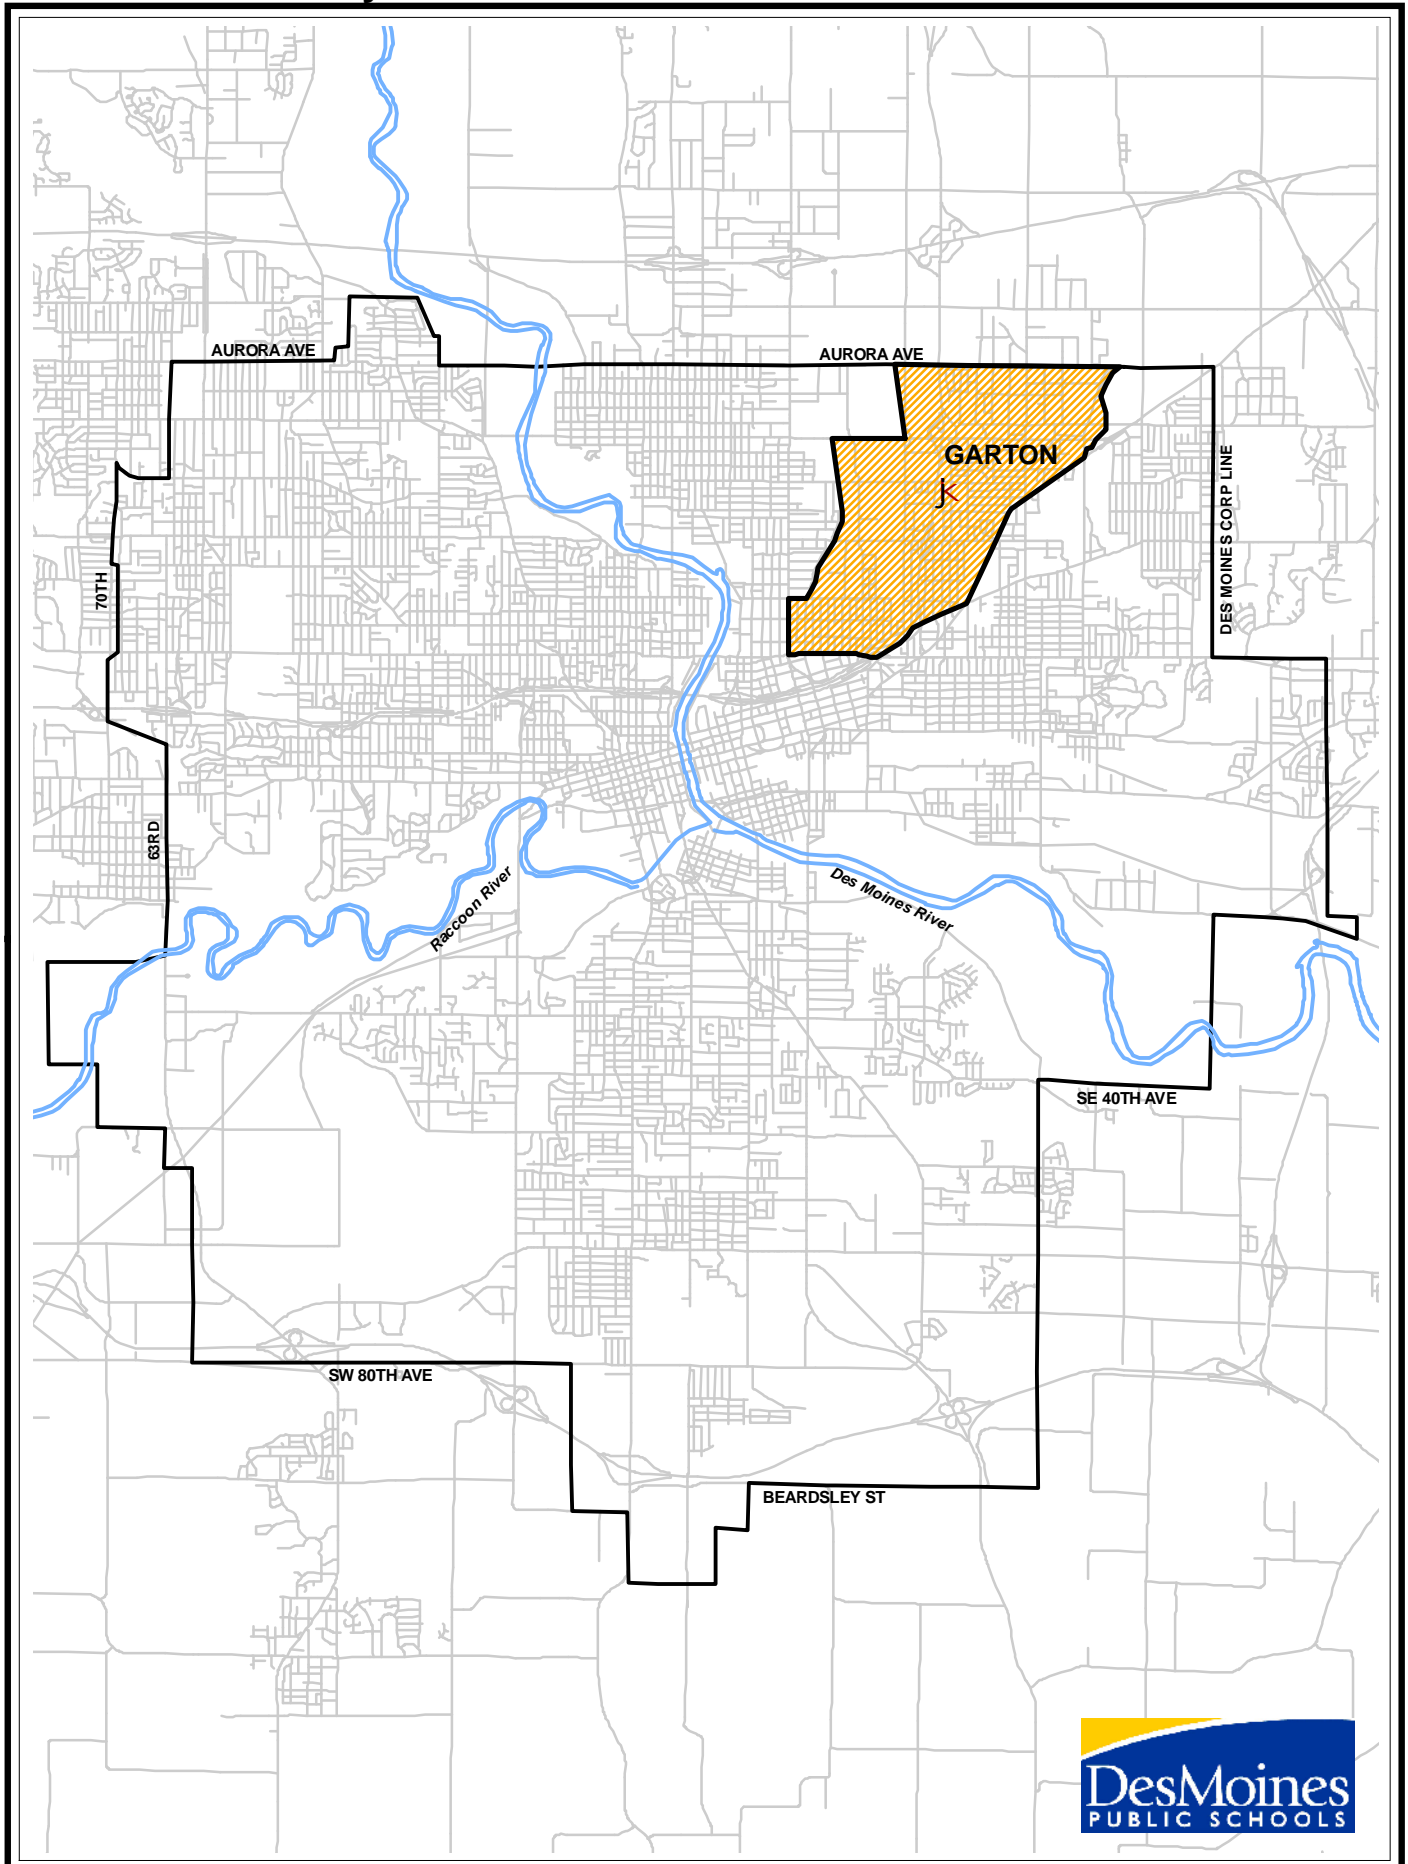 AURORA AVE
AURORA AVE
GARTON
jk
DES MOINES CORP LINE
70TH
63RD
Raccoon River
Des Moines River
SE 40TH AVE
SW 80TH AVE
BEARDSLEY ST
DesMoines
PUBLIC SCHOOLS